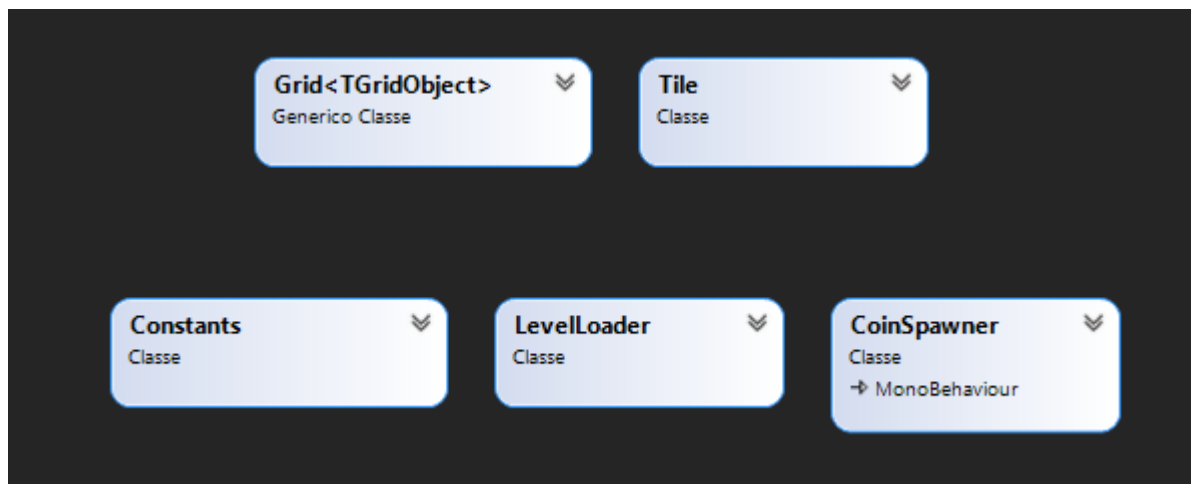 Grid<TGridObject>
Generico Classe
Tile
Classe
Constants
Classe
LevelLoader
Classe
CoinSpawner
Classe
MonoBehaviour